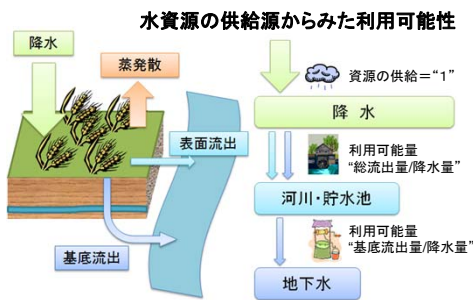 水資源の供給源からみた利用可能性
降水
蒸発散
表面流出
基底流出
資源の供給＝“1”
降 水
利用可能量
“総流出量/降水量”
河川・貯水池
利用可能量
“基底流出量/降水量”
地下水